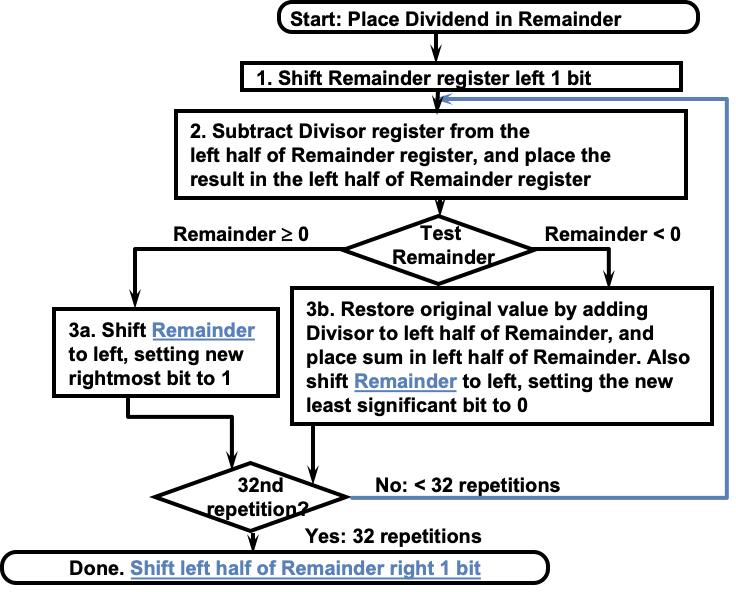 Start: Place Dividend in Remainder
1. Shift Remainder register left 1 bit
2. Subtract Divisor register from the
left half of Remainder register, and place the
result in the left half of Remainder register
Remainder ≥ 0
Test
Remainder
Remainder < 0
3a. Shift Remainder
to left, setting new
rightmost bit to 1
3b. Restore original value by adding
Divisor to left half of Remainder, and
place sum in left half of Remainder. Also
shift Remainder to left, setting the new
least significant bit to 0
32nd
repetition?
No: < 32 repetitions
Yes: 32 repetitions
Done. Shift left half of Remainder right 1 bit